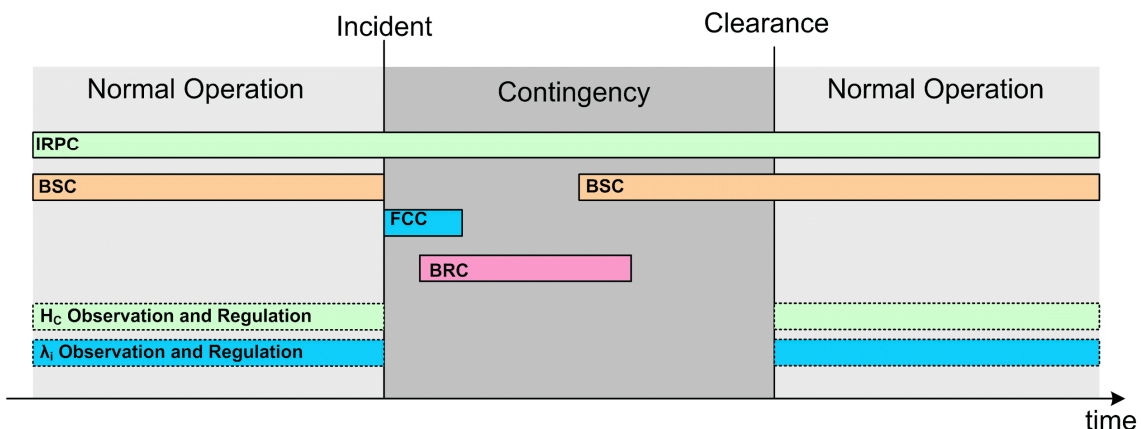 Incident
Clearance
Normal Operation
Contingency
Normal Operation
IRPC
BSC
BSC
FCC
BRC
H_C Observation and Regulation
λ_i Observation and Regulation
time